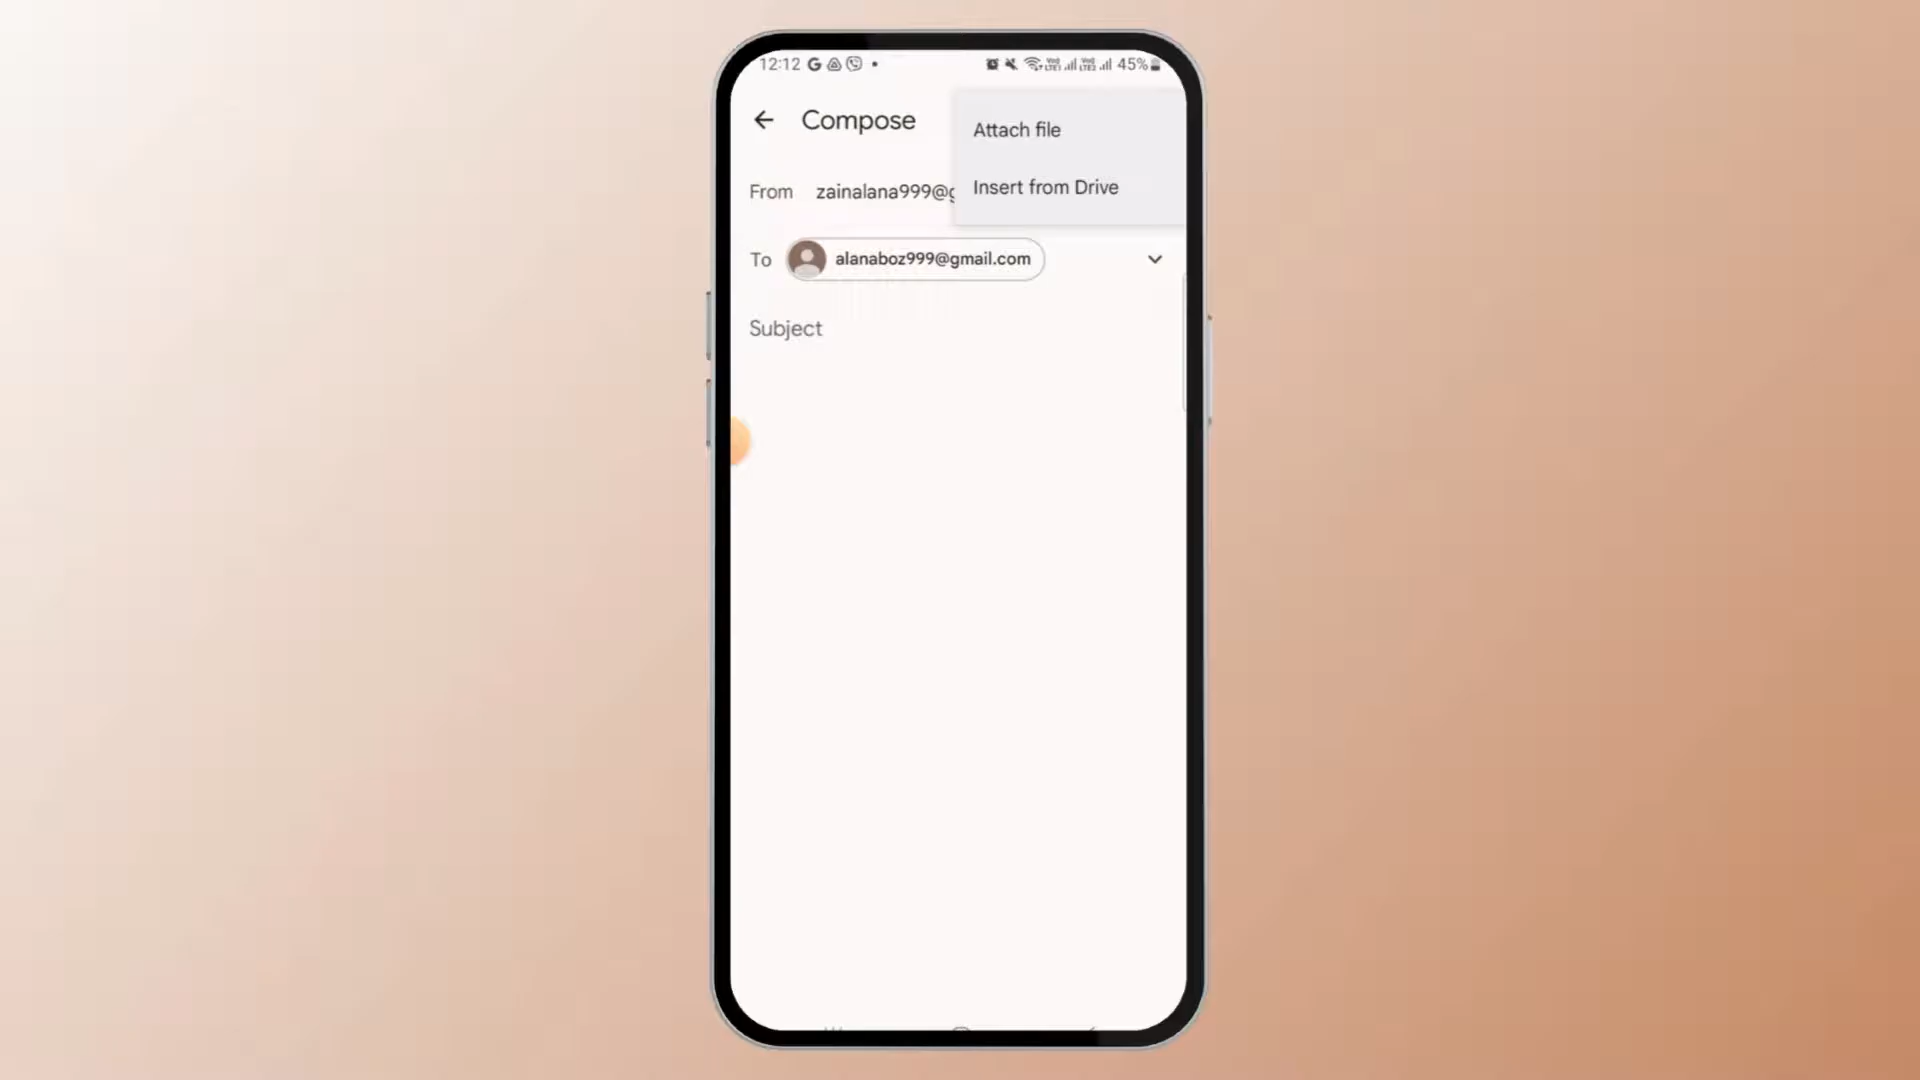 12:12 45%
Compose
Attach file
From zainalana999@g
Insert from Drive
To alanaboz999@gmail.com
Subject